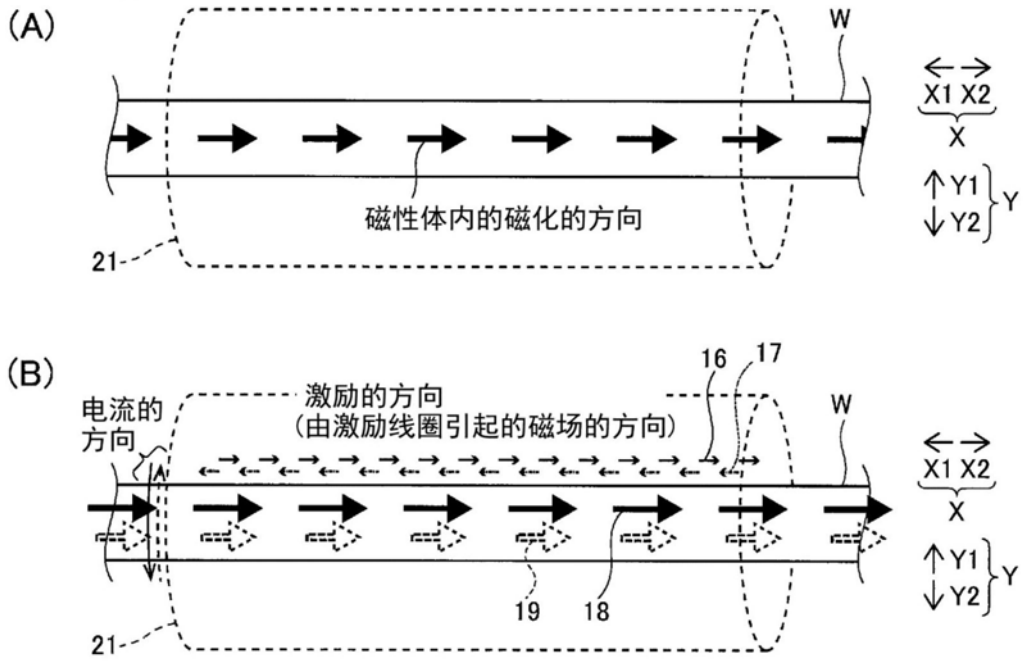 (A)
W
X1 X2
X
磁性体内的磁化的方向
Y1
Y2
Y
21
(B)
16
17
电流的
方向
激励的方向
(由激励线圈引起的磁场的方向)
W
X1 X2
X
Y1
Y2
Y
19
18
21